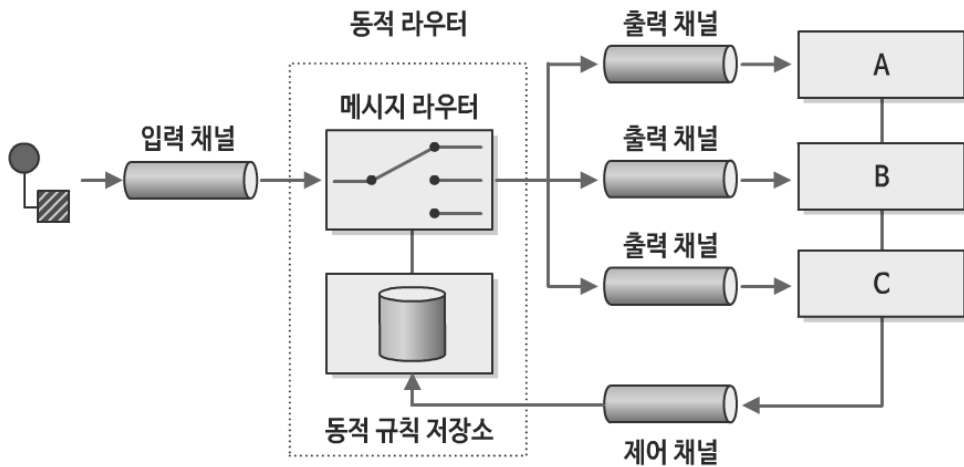 동적 라우터
출력 채널
A
메시지 라우터
입력 채널
출력 채널
B
출력 채널
C
동적 규칙 저장소
제어 채널